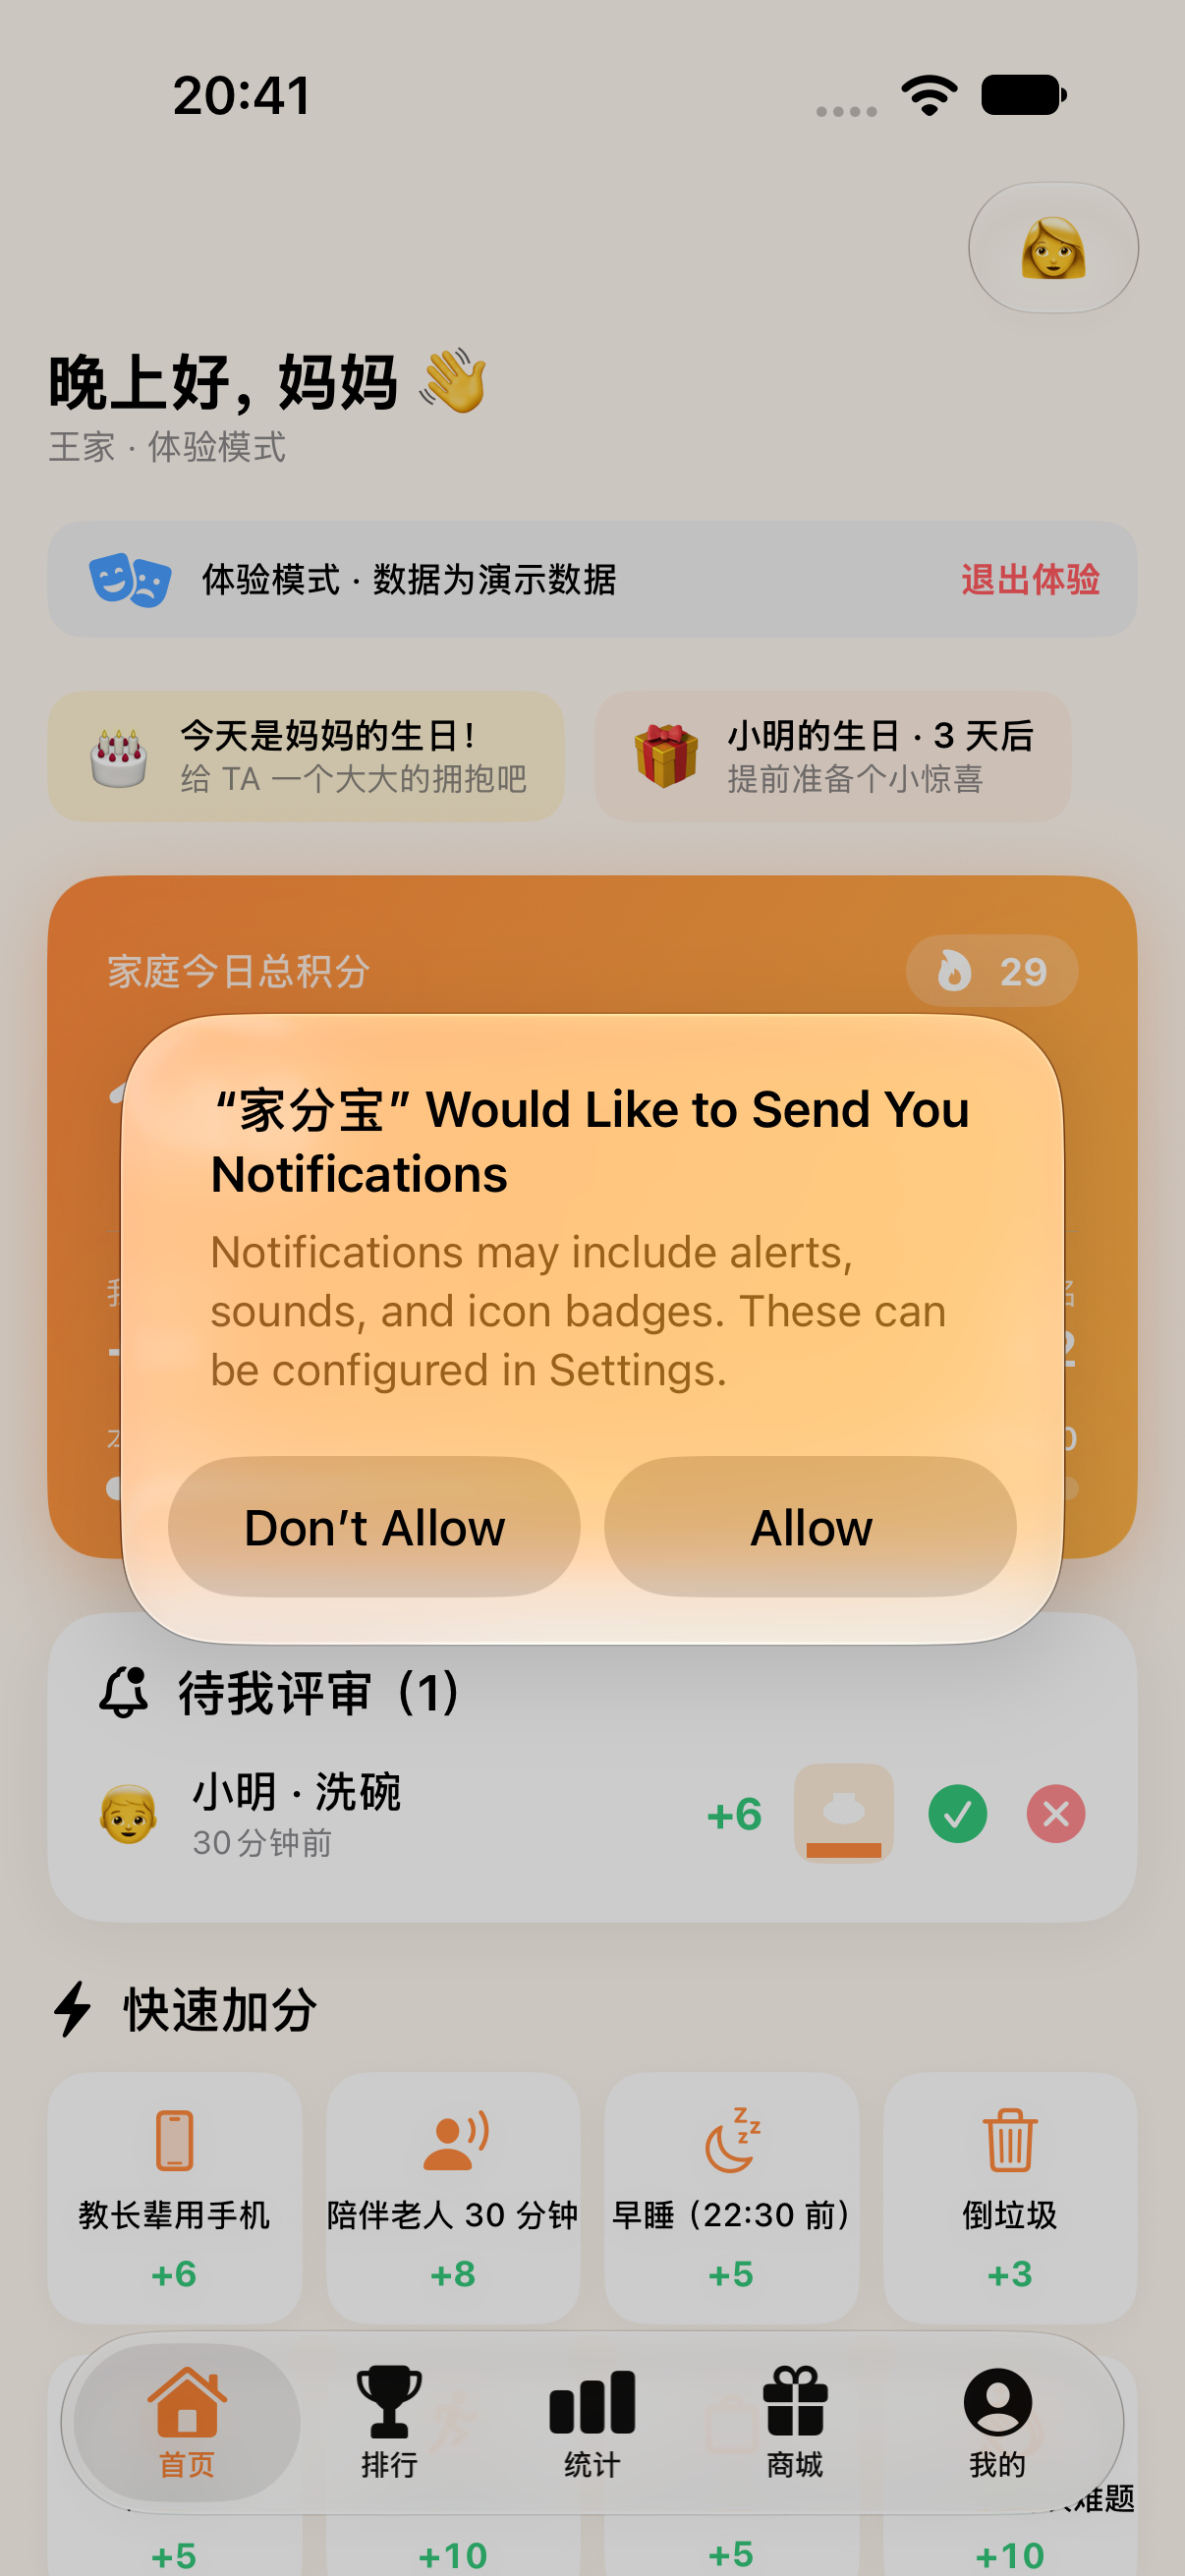 20:41
晚上好，妈妈 👋
王家 · 体验模式
体验模式 · 数据为演示数据
退出体验
今天是妈妈的生日！
给 TA 一个大大的拥抱吧
小明的生日 · 3 天后
提前准备个小惊喜
家庭今日总积分
29
“家分宝” Would Like to Send You
Notifications
Notifications may include alerts,
sounds, and icon badges. These can
be configured in Settings.
Don’t Allow
Allow
待我评审（1）
小明 · 洗碗
30分钟前
+6
快速加分
教长辈用手机
+6
陪伴老人 30 分钟
+8
早睡（22:30 前）
+5
倒垃圾
+3
难题
+5
+10
+5
+10
首页
排行
统计
商城
我的